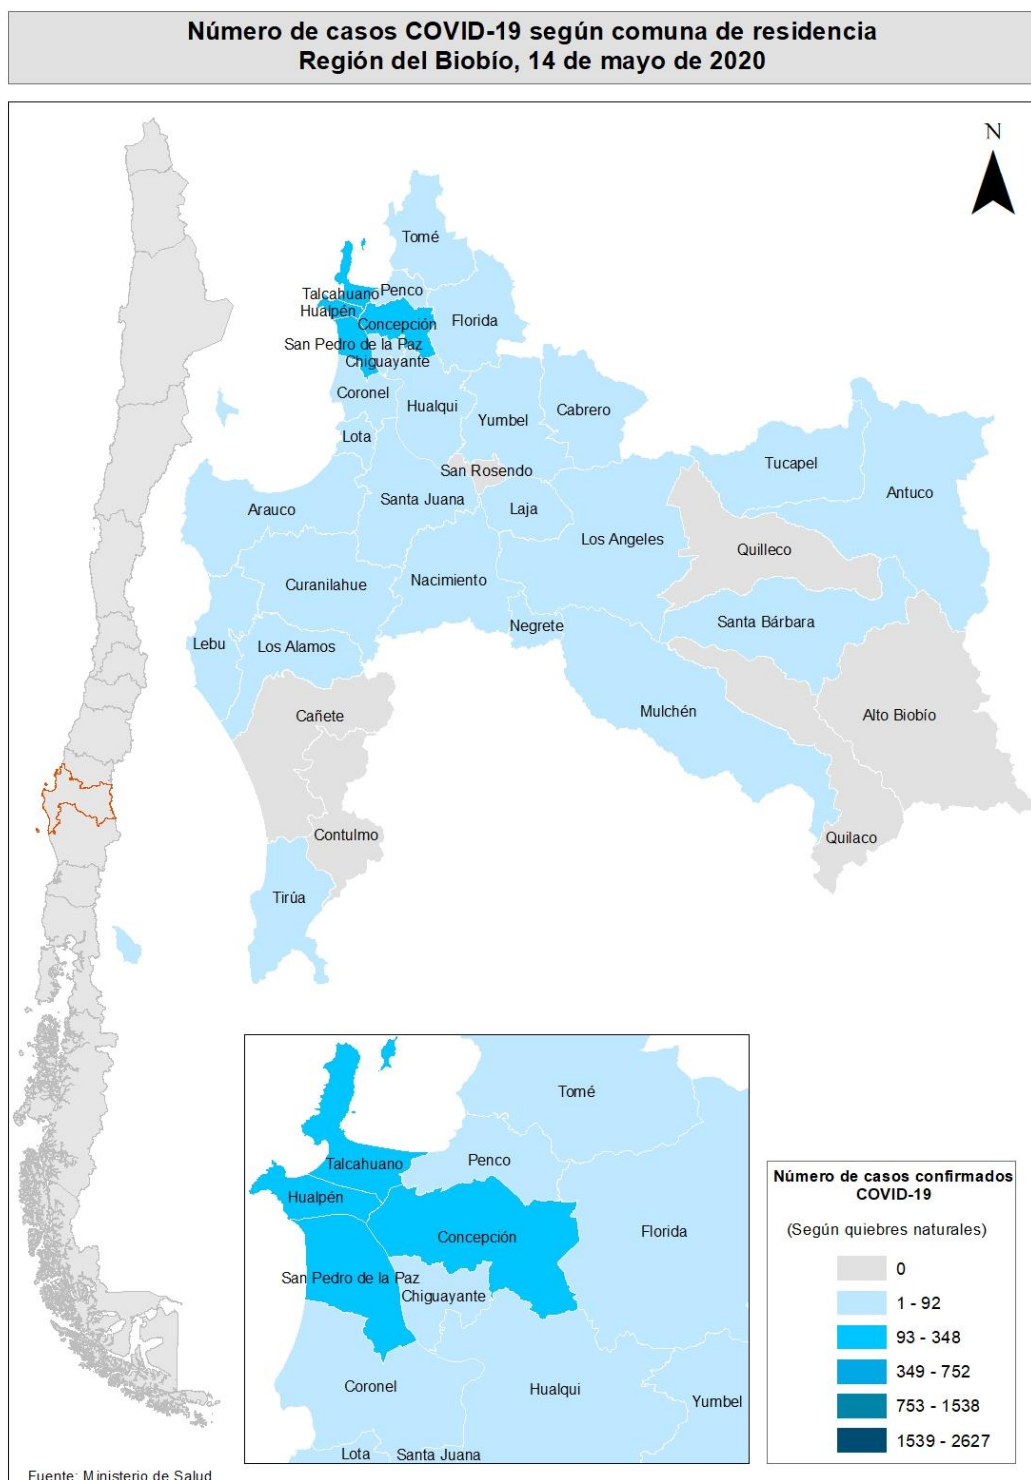 Número de casos COVID-19 según comuna de residencia
Región del Biobío, 14 de mayo de 2020
N
Tomé
Talcahuano
Penco
Hualpén
Concepción
Florida
San Pedro de la Paz
Chiguayante
Coronel
Hualqui
Yumbel
Cabrero
Lota
San Rosendo
Tucapel
Santa Juana
Laja
Antuco
Arauco
Los Angeles
Quilleco
Curanilahue
Nacimiento
Negrete
Santa Bárbara
Lebu
Los Alamos
Cañete
Mulchén
Alto Biobío
Contulmo
Quilaco
Tirúa
Tomé
Talcahuano
Penco
Hualpén
Concepción
Florida
San Pedro de la Paz
Chiguayante
Coronel
Hualqui
Yumbel
Lota
Santa Juana
Número de casos confirmados
COVID-19
(Según quiebres naturales)
0
1 - 92
93 - 348
349 - 752
753 - 1538
1539 - 2627
Fuente: Ministerio de Salud